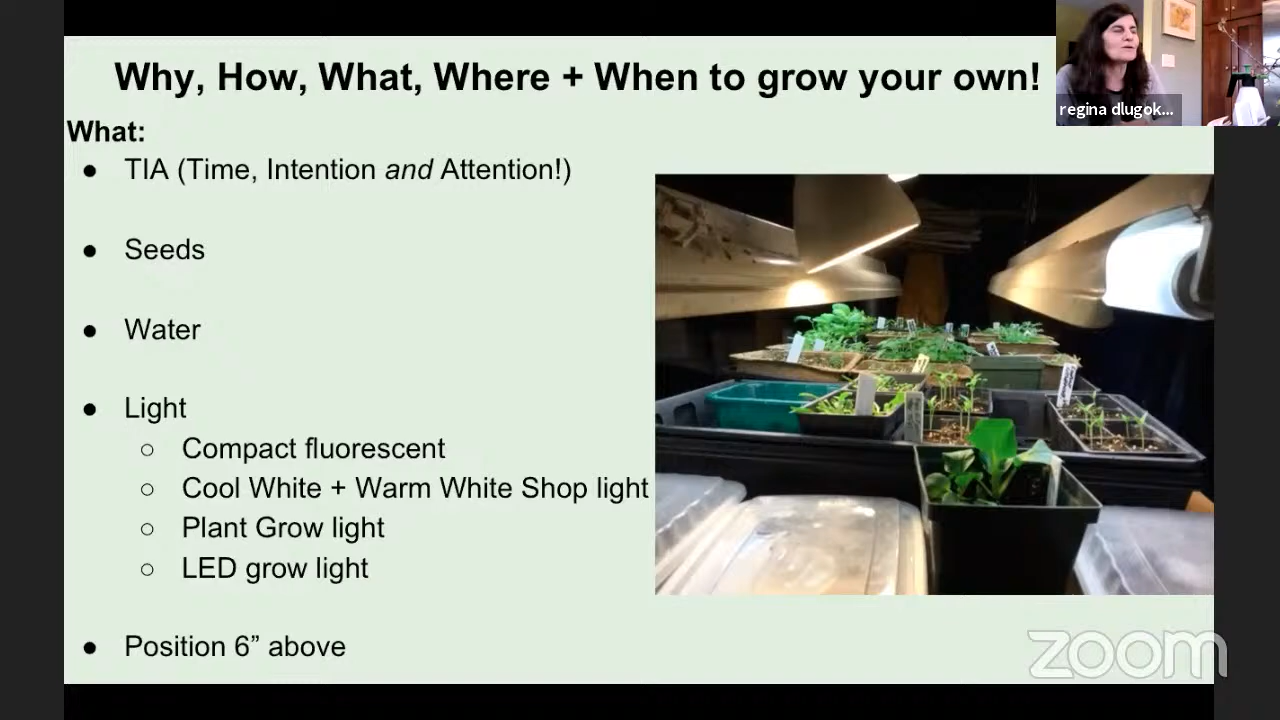 Why, How, What, Where + When to grow your own!
regina dlugok...
What:
● TIA (Time, Intention and Attention!)
● Seeds
● Water
● Light
○ Compact fluorescent
○ Cool White + Warm White Shop light
○ Plant Grow light
○ LED grow light
● Position 6” above
zoom